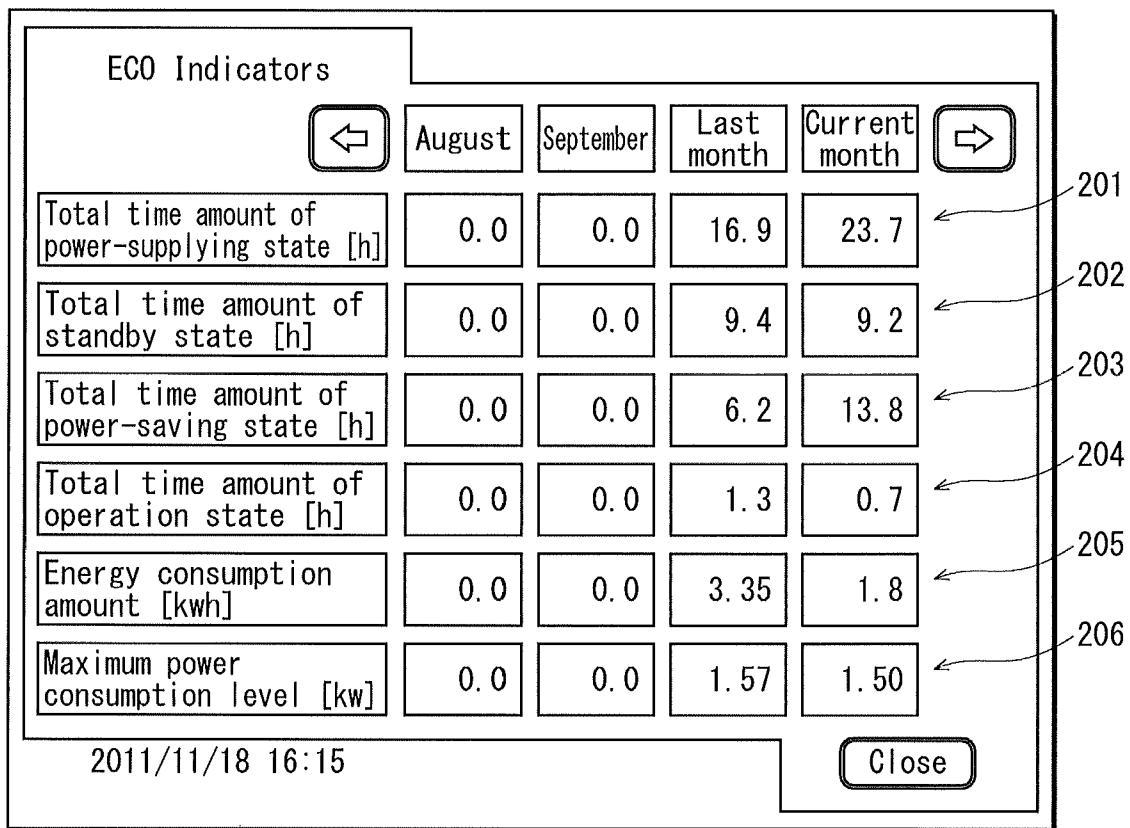 ECO Indicators
August September Last month Current month
Total time amount of
power-supplying state [h] 0.0 0.0 16.9 23.7 201
Total time amount of
standby state [h] 0.0 0.0 9.4 9.2 202
Total time amount of
power-saving state [h] 0.0 0.0 6.2 13.8 203
Total time amount of
operation state [h] 0.0 0.0 1.3 0.7 204
Energy consumption
amount [kwh] 0.0 0.0 3.35 1.8 205
Maximum power
consumption level [kw] 0.0 0.0 1.57 1.50 206
2011/11/18 16:15
Close